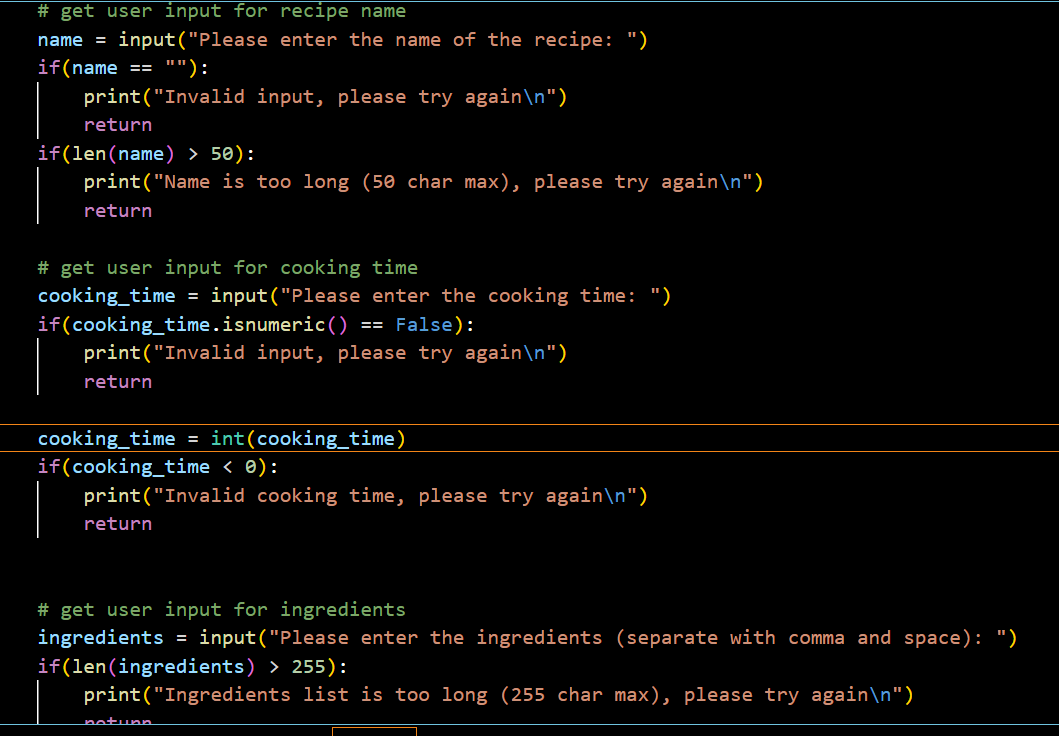 # get user input for recipe name
name = input("Please enter the name of the recipe: ")
if(name == ""):
    print("Invalid input, please try again\n")
    return
if(len(name) > 50):
    print("Name is too long (50 char max), please try again\n")
    return
# get user input for cooking time
cooking_time = input("Please enter the cooking time: ")
if(cooking_time.isnumeric() == False):
    print("Invalid input, please try again\n")
    return
cooking_time = int(cooking_time)
if(cooking_time < 0):
    print("Invalid cooking time, please try again\n")
    return
# get user input for ingredients
ingredients = input("Please enter the ingredients (separate with comma and space): ")
if(len(ingredients) > 255):
    print("Ingredients list is too long (255 char max), please try again\n")
    return